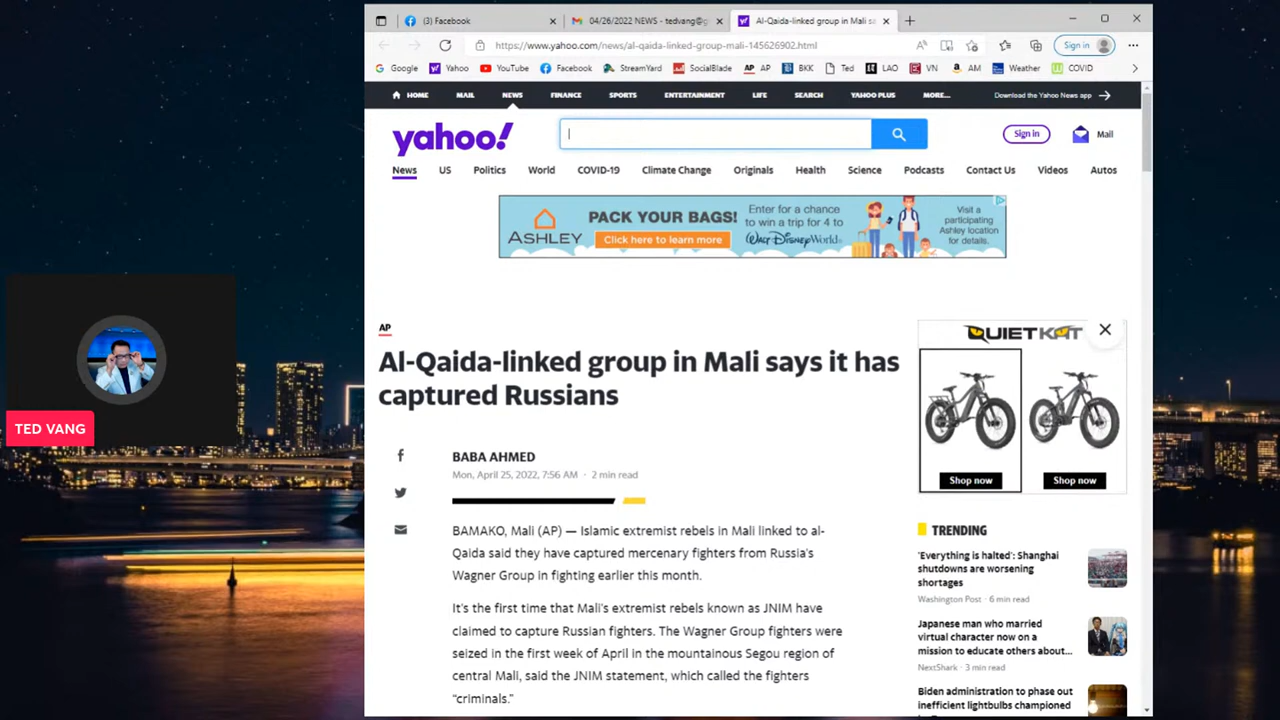 (3) Facebook
04/26/2022 NEWS - tedvang@g
Al-Qaida-linked group in Mali sa
https://www.yahoo.com/news/al-qaida-linked-group-mali-145626902.html
Sign in
Google
Yahoo
YouTube
Facebook
StreamYard
SocialBlade
AP AP
BKK
Ted
LAO
VN
AM
Weather
COVID
HOME
MAIL
NEWS
FINANCE
SPORTS
ENTERTAINMENT
LIFE
SEARCH
YAHOO PLUS
MORE...
Download the Yahoo News app
yahoo!
Sign in
Mail
News
US
Politics
World
COVID-19
Climate Change
Originals
Health
Science
Podcasts
Contact Us
Videos
Autos
ASHLEY
PACK YOUR BAGS!
Click here to learn more
Enter for a chance
to win a trip for 4 to
Walt Disney World
Visit a
participating
Ashley location
for details.
AP
Al-Qaida-linked group in Mali says it has
captured Russians
BABA AHMED
Mon, April 25, 2022, 7:56 AM · 2 min read
BAMAKO, Mali (AP) — Islamic extremist rebels in Mali linked to al-
Qaida said they have captured mercenary fighters from Russia's
Wagner Group in fighting earlier this month.
It's the first time that Mali's extremist rebels known as JNIM have
claimed to capture Russian fighters. The Wagner Group fighters were
seized in the first week of April in the mountainous Segou region of
central Mali, said the JNIM statement, which called the fighters
“criminals.”
QUIETKAT
Shop now
Shop now
TRENDING
'Everything is halted': Shanghai
shutdowns are worsening
shortages
Washington Post · 6 min read
Japanese man who married
virtual character now on a
mission to educate others about...
NextShark · 3 min read
Biden administration to phase out
inefficient lightbulbs championed
TED VANG